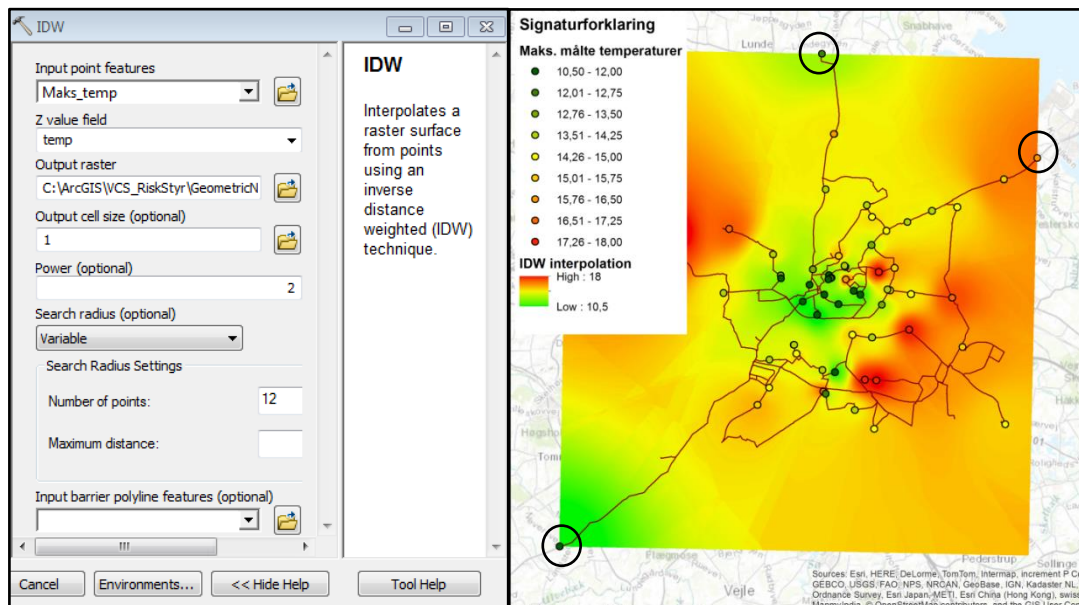 IDW
Input point features
Maks_temp
Z value field
temp
Output raster
C:\ArcGIS\VCS_RiskStyr\GeometricN
Output cell size (optional)
1
Power (optional)
2
Search radius (optional)
Variable
Search Radius Settings
Number of points:
12
Maximum distance:
Input barrier polyline features (optional)
Cancel
Environments...
<< Hide Help
Tool Help
IDW
Interpolates a
raster surface
from points
using an
inverse
distance
weighted (IDW)
technique.
Signaturforklaring
Maks. målte temperaturer
10,50 - 12,00
12,01 - 12,75
12,76 - 13,50
13,51 - 14,25
14,26 - 15,00
15,01 - 15,75
15,76 - 16,50
16,51 - 17,25
17,26 - 18,00
IDW interpolation
High : 18
Low : 10,5
Jeppergyden
Snabhave
Lunde
Pederstrup
Vejle
Sources: Esri, HERE, DeLorme, TomTom, Intermap, increment P
GEBCO, USGS, FAO, NPS, NRCAN, GeoBase, IGN, Kadaster NL,
Ordnance Survey, Esri Japan, METI, Esri China (Hong Kong),